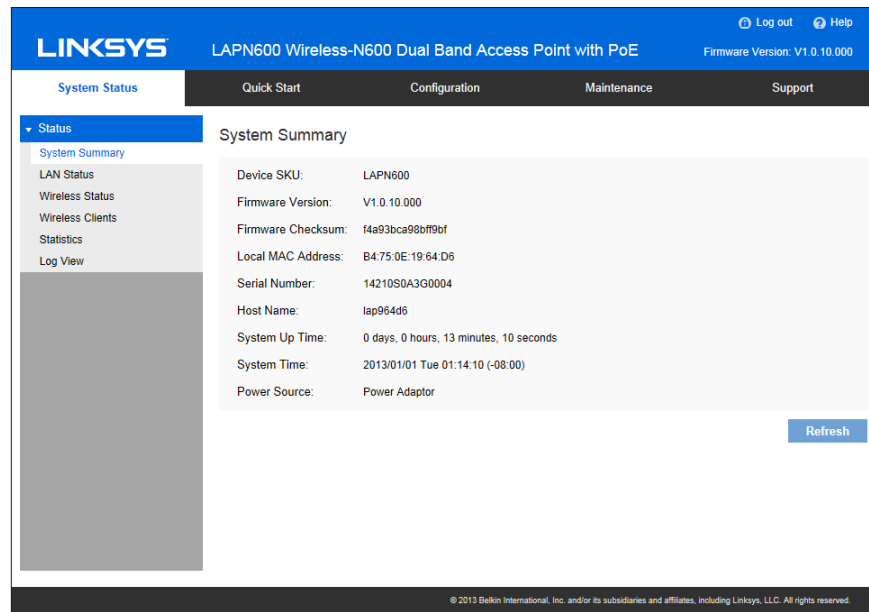 Log out Help
LINKSYS LAPN600 Wireless-N600 Dual Band Access Point with PoE Firmware Version: V1.0.10.000
System Status Quick Start Configuration Maintenance Support
Status
System Summary
LAN Status
Wireless Status
Wireless Clients
Statistics
Log View
System Summary
Device SKU: LAPN600
Firmware Version: V1.0.10.000
Firmware Checksum: f4a93bca98bff9bf
Local MAC Address: B4:75:0E:19:64:D6
Serial Number: 14210S0A3G0004
Host Name: lap964d6
System Up Time: 0 days, 0 hours, 13 minutes, 10 seconds
System Time: 2013/01/01 Tue 01:14:10 (-08:00)
Power Source: Power Adaptor
Refresh
© 2013 Belkin International, Inc. and/or its subsidiaries and affiliates, including Linksys, LLC. All rights reserved.